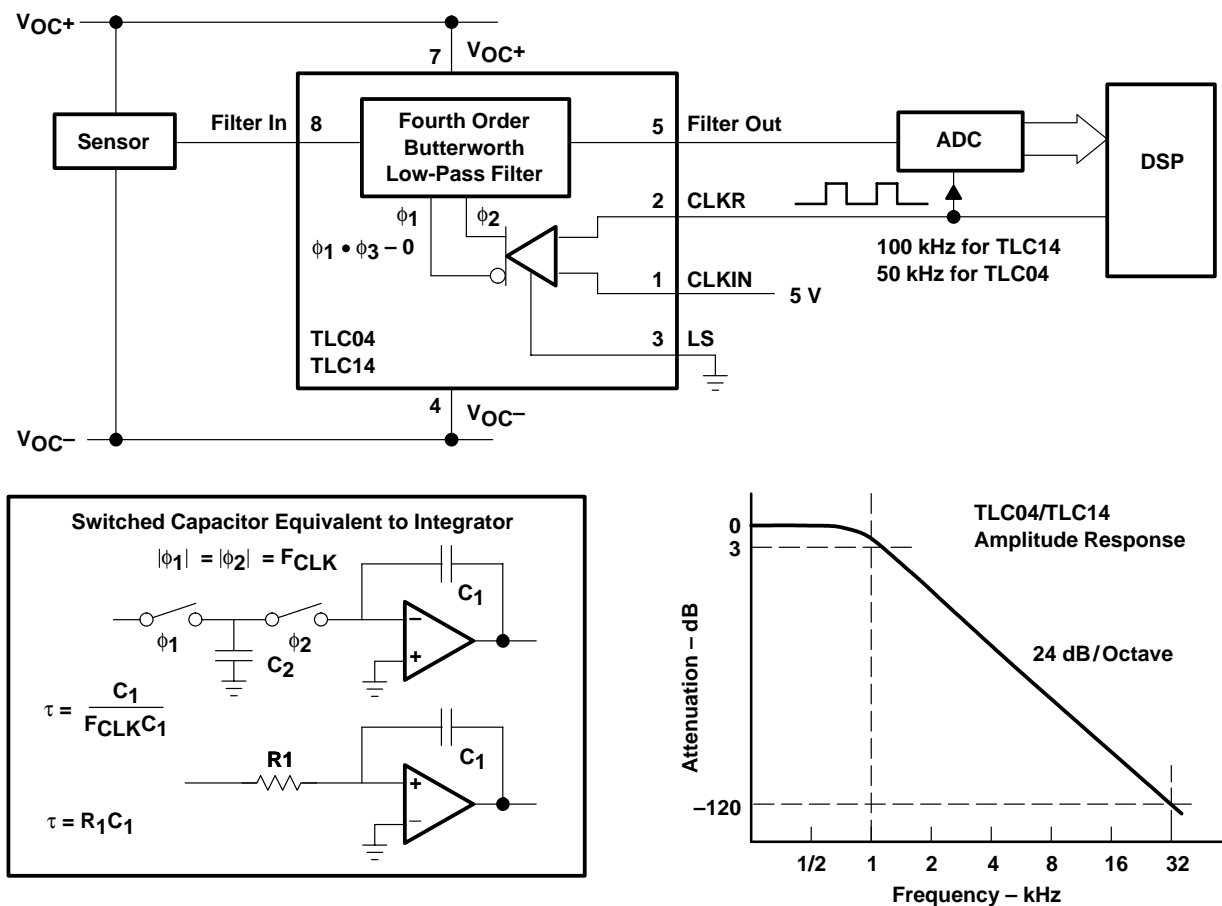 VOC+
7 VOC+
Sensor
Filter In 8
Fourth Order
Butterworth
Low-Pass Filter
5 Filter Out
ADC
DSP
ϕ1
ϕ2
ϕ1 • ϕ3 – 0
2 CLKR
100 kHz for TLC14
50 kHz for TLC04
1 CLKIN
5 V
3 LS
TLC04
TLC14
4 VOC–
VOC–
Switched Capacitor Equivalent to Integrator
|ϕ1| = |ϕ2| = FCLK
C1
ϕ1
ϕ2
C2
–
+
τ = C1 / FCLKC1
R1
C1
+
–
τ = R1C1
TLC04/TLC14
Amplitude Response
0
3
–120
Attenuation – dB
24 dB/Octave
1/2 1 2 4 8 16 32
Frequency – kHz